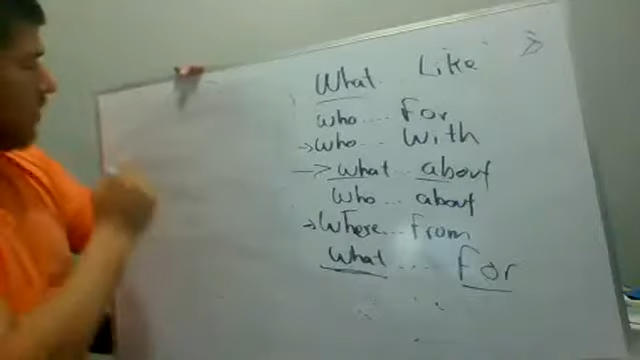 What.. Like
who.... For
→who... With
→what.. about
who.. about
→Where... from
what.... for